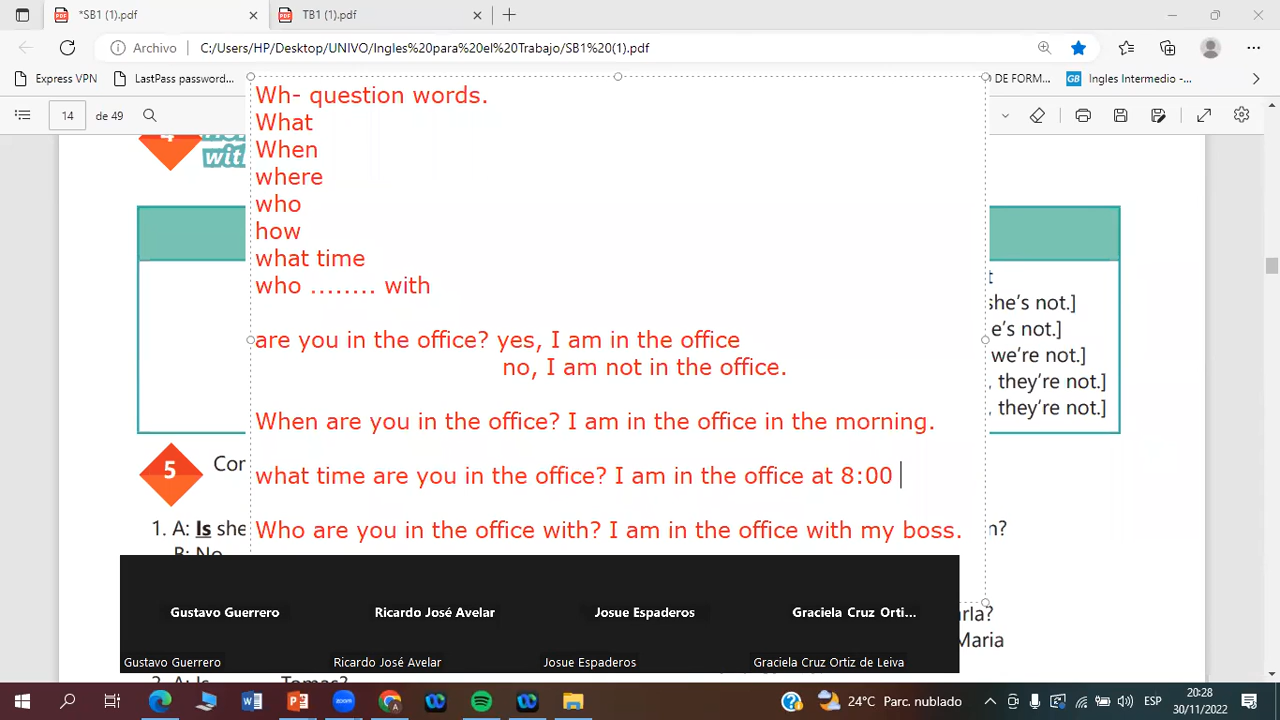 *SB1 (1).pdf
TB1 (1).pdf
Archivo
C:/Users/HP/Desktop/UNIVO/Ingles%20para%20el%20Trabajo/SB1%20(1).pdf
Express VPN
LastPass password...
DE FORM...
GB
Ingles Intermedio -...
14
de 49
Wh- question words.
What
When
where
who
how
what time
who ........ with
with
she's not.]
e's not.]
we're not.]
, they're not.]
, they're not.]
are you in the office? yes, I am in the office
no, I am not in the office.
When are you in the office? I am in the office in the morning.
5
Cor
what time are you in the office? I am in the office at 8:00
1. A: Is she
Who are you in the office with? I am in the office with my boss.
B: No
arla?
Maria
Gustavo Guerrero
Ricardo José Avelar
Josue Espaderos
Graciela Cruz Orti...
Gustavo Guerrero
Ricardo José Avelar
Josue Espaderos
Graciela Cruz Ortiz de Leiva
Tomas?
zoom
24°C Parc. nublado
ESP
20:28
30/11/2022